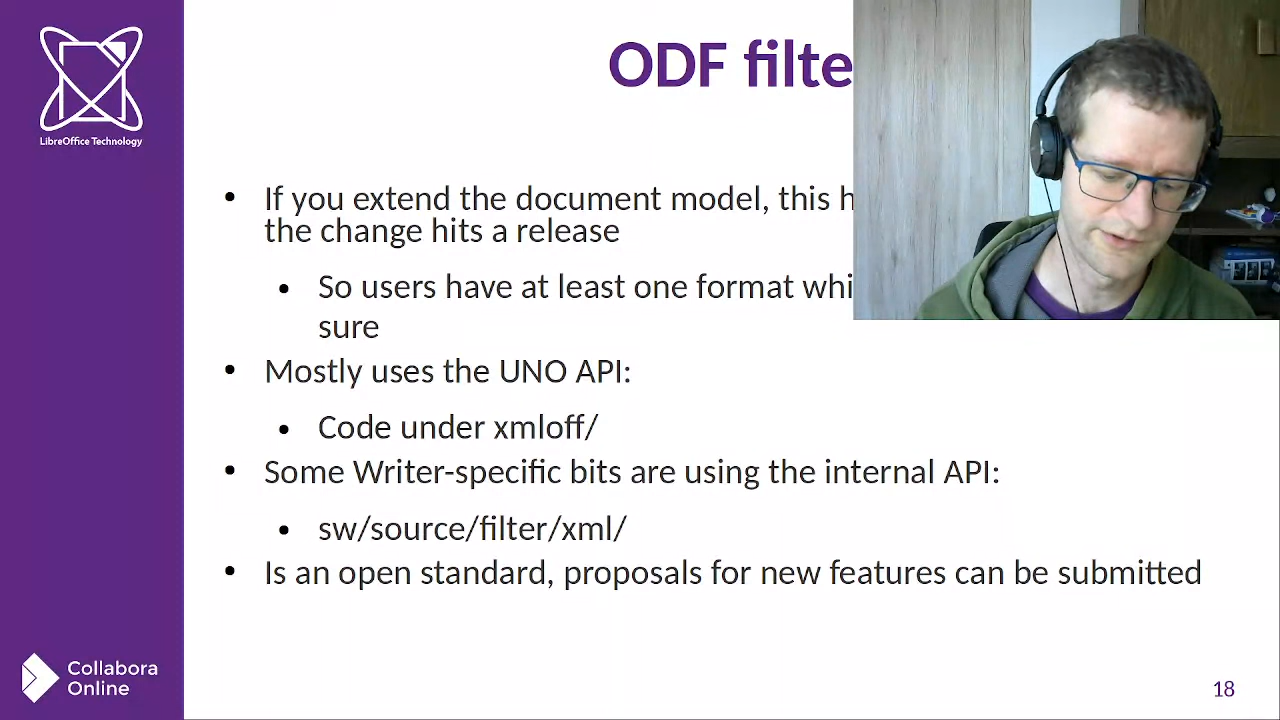 LibreOffice Technology
ODF filte
If you extend the document model, this h
the change hits a release
So users have at least one format whi
sure
Mostly uses the UNO API:
Code under xmloff/
Some Writer-specific bits are using the internal API:
sw/source/filter/xml/
Is an open standard, proposals for new features can be submitted
Collabora
Online
18